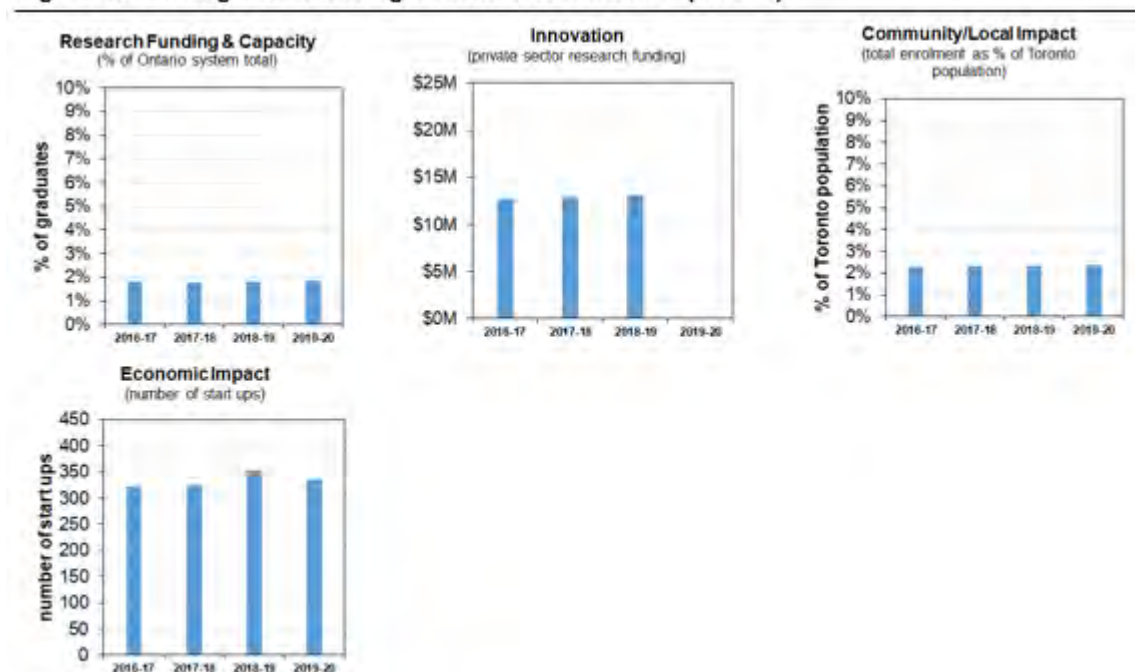 Research Funding & Capacity
(% of Ontario system total)
% of graduates
10%
9%
8%
7%
6%
5%
4%
3%
2%
1%
0%
2016-17 2017-18 2018-19 2019-20
Innovation
(private sector research funding)
$25M
$20M
$15M
$10M
$5M
$0M
2016-17 2017-18 2018-19 2019-20
Community/Local Impact
(total enrolment as % of Toronto
population)
% of Toronto population
10%
9%
8%
7%
6%
5%
4%
3%
2%
1%
0%
2016-17 2017-18 2018-19 2019-20
Economic Impact
(number of start ups)
number of start ups
450
400
350
300
250
200
150
100
50
0
2016-17 2017-18 2018-19 2019-20